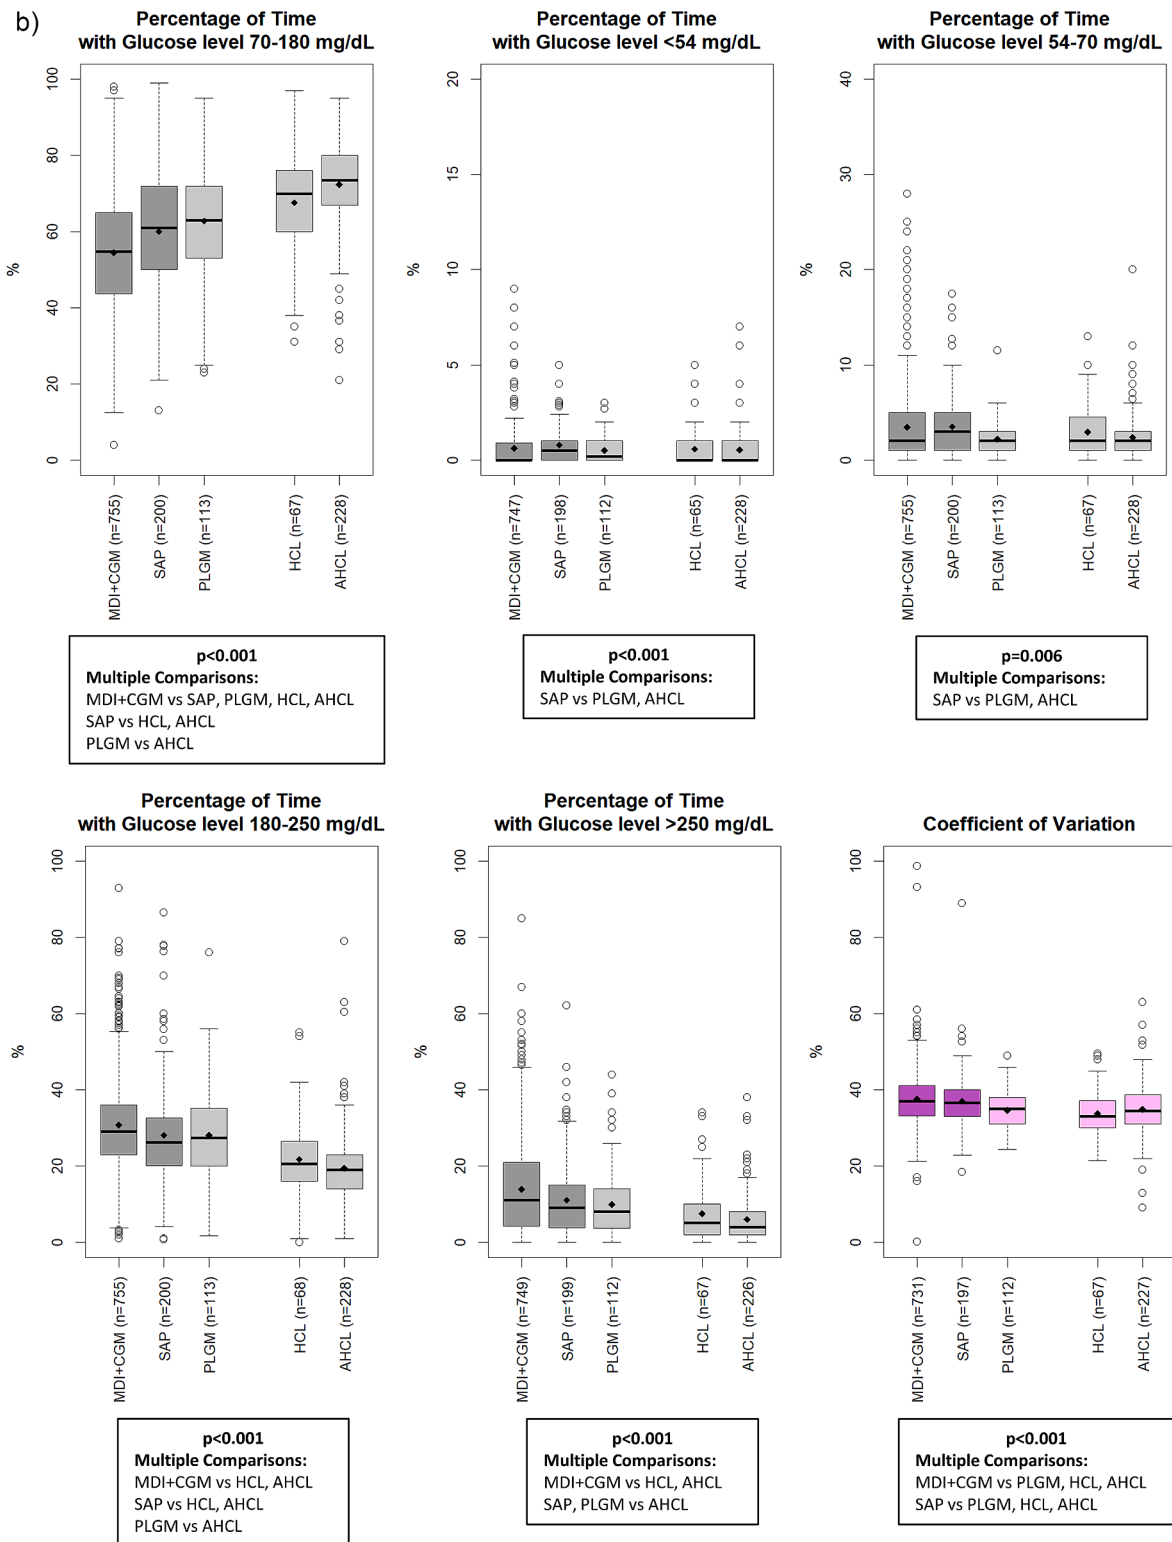 b)
Percentage of Time
with Glucose level 70-180 mg/dL
%
0
20
40
60
80
100
MDI+CGM (n=755)
SAP (n=200)
PLGM (n=113)
HCL (n=67)
AHCL (n=228)
p<0.001
Multiple Comparisons:
MDI+CGM vs SAP, PLGM, HCL, AHCL
SAP vs HCL, AHCL
PLGM vs AHCL
Percentage of Time
with Glucose level <54 mg/dL
%
0
5
10
15
20
MDI+CGM (n=747)
SAP (n=198)
PLGM (n=112)
HCL (n=65)
AHCL (n=228)
p<0.001
Multiple Comparisons:
SAP vs PLGM, AHCL
Percentage of Time
with Glucose level 54-70 mg/dL
%
0
10
20
30
40
MDI+CGM (n=755)
SAP (n=200)
PLGM (n=113)
HCL (n=67)
AHCL (n=228)
p=0.006
Multiple Comparisons:
SAP vs PLGM, AHCL
Percentage of Time
with Glucose level 180-250 mg/dL
%
0
20
40
60
80
100
MDI+CGM (n=755)
SAP (n=200)
PLGM (n=113)
HCL (n=68)
AHCL (n=228)
p<0.001
Multiple Comparisons:
MDI+CGM vs HCL, AHCL
SAP vs HCL, AHCL
PLGM vs AHCL
Percentage of Time
with Glucose level >250 mg/dL
%
0
20
40
60
80
100
MDI+CGM (n=749)
SAP (n=199)
PLGM (n=112)
HCL (n=67)
AHCL (n=226)
p<0.001
Multiple Comparisons:
MDI+CGM vs HCL, AHCL
SAP, PLGM vs AHCL
Coefficient of Variation
%
0
20
40
60
80
100
MDI+CGM (n=731)
SAP (n=197)
PLGM (n=112)
HCL (n=67)
AHCL (n=227)
p<0.001
Multiple Comparisons:
MDI+CGM vs PLGM, HCL, AHCL
SAP vs PLGM, HCL, AHCL